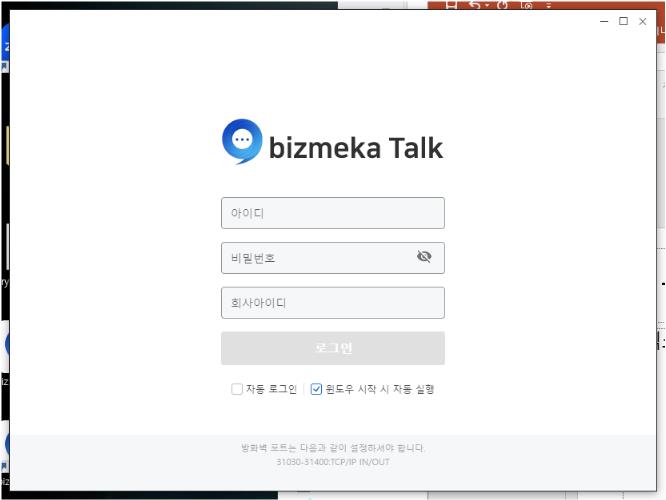 bizmeka Talk
아이디
비밀번호
회사아이디
로그인
자동 로그인 윈도우 시작 시 자동 실행
방화벽 포트는 다음과 같이 설정하셔야 합니다.
31030-31400:TCP/IP IN/OUT